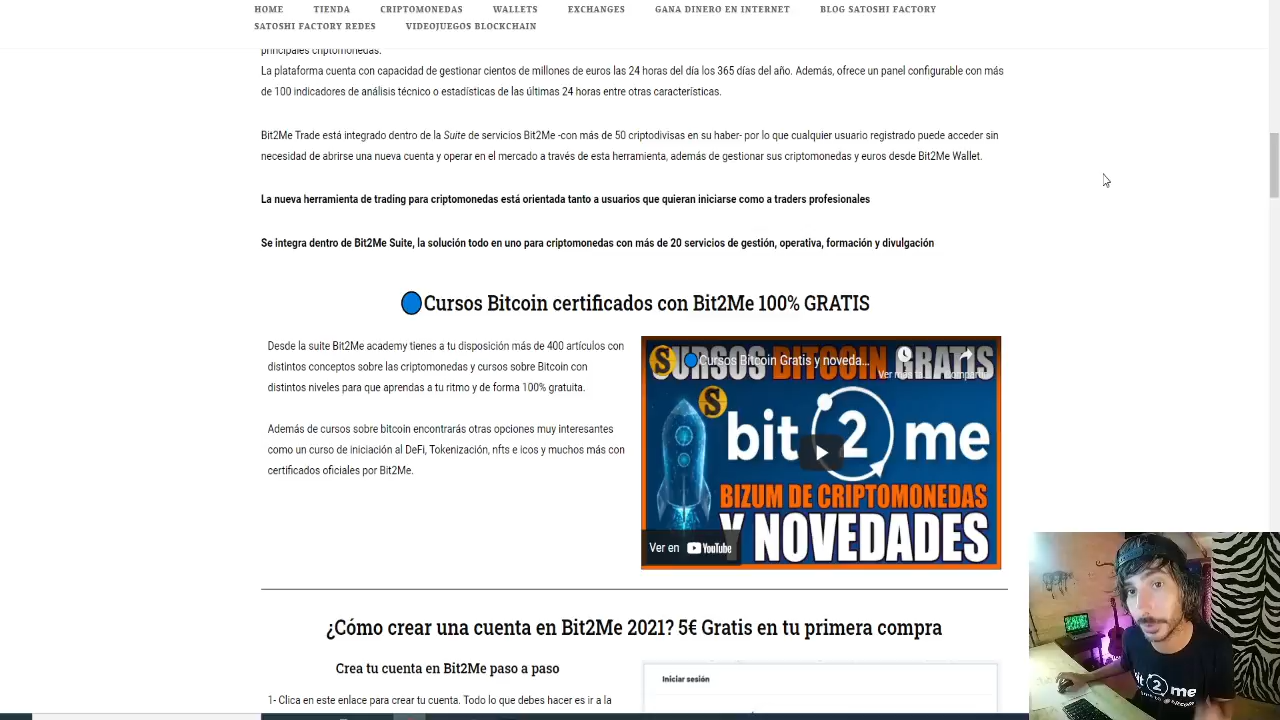 HOME TIENDA CRIPTOMONEDAS WALLETS EXCHANGES GANA DINERO EN INTERNET BLOG SATOSHI FACTORY
SATOSHI FACTORY REDES VIDEOJUEGOS BLOCKCHAIN
principales criptomonedas.
La plataforma cuenta con capacidad de gestionar cientos de millones de euros las 24 horas del día los 365 días del año. Además, ofrece un panel configurable con más
de 100 indicadores de análisis técnico o estadísticas de las últimas 24 horas entre otras características.
Bit2Me Trade está integrado dentro de la Suite de servicios Bit2Me -con más de 50 criptodivisas en su haber- por lo que cualquier usuario registrado puede acceder sin
necesidad de abrirse una nueva cuenta y operar en el mercado a través de esta herramienta, además de gestionar sus criptomonedas y euros desde Bit2Me Wallet.
La nueva herramienta de trading para criptomonedas está orientada tanto a usuarios que quieran iniciarse como a traders profesionales
Se integra dentro de Bit2Me Suite, la solución todo en uno para criptomonedas con más de 20 servicios de gestión, operativa, formación y divulgación
Cursos Bitcoin certificados con Bit2Me 100% GRATIS
Desde la suite Bit2Me academy tienes a tu disposición más de 400 artículos con
distintos conceptos sobre las criptomonedas y cursos sobre Bitcoin con
distintos niveles para que aprendas a tu ritmo y de forma 100% gratuita.
Además de cursos sobre bitcoin encontrarás otras opciones muy interesantes
como un curso de iniciación al DeFi, Tokenización, nfts e icos y muchos más con
certificados oficiales por Bit2Me.
CURSOS BITCOIN GRATIS
Cursos Bitcoin Gratis y noveda...
Ver más
bit2me
BIZUM DE CRIPTOMONEDAS
Y NOVEDADES
Ver en YouTube
¿Cómo crear una cuenta en Bit2Me 2021? 5€ Gratis en tu primera compra
Crea tu cuenta en Bit2Me paso a paso
Iniciar sesión
1- Clica en este enlace para crear tu cuenta. Todo lo que debes hacer es ir a la
bit2me